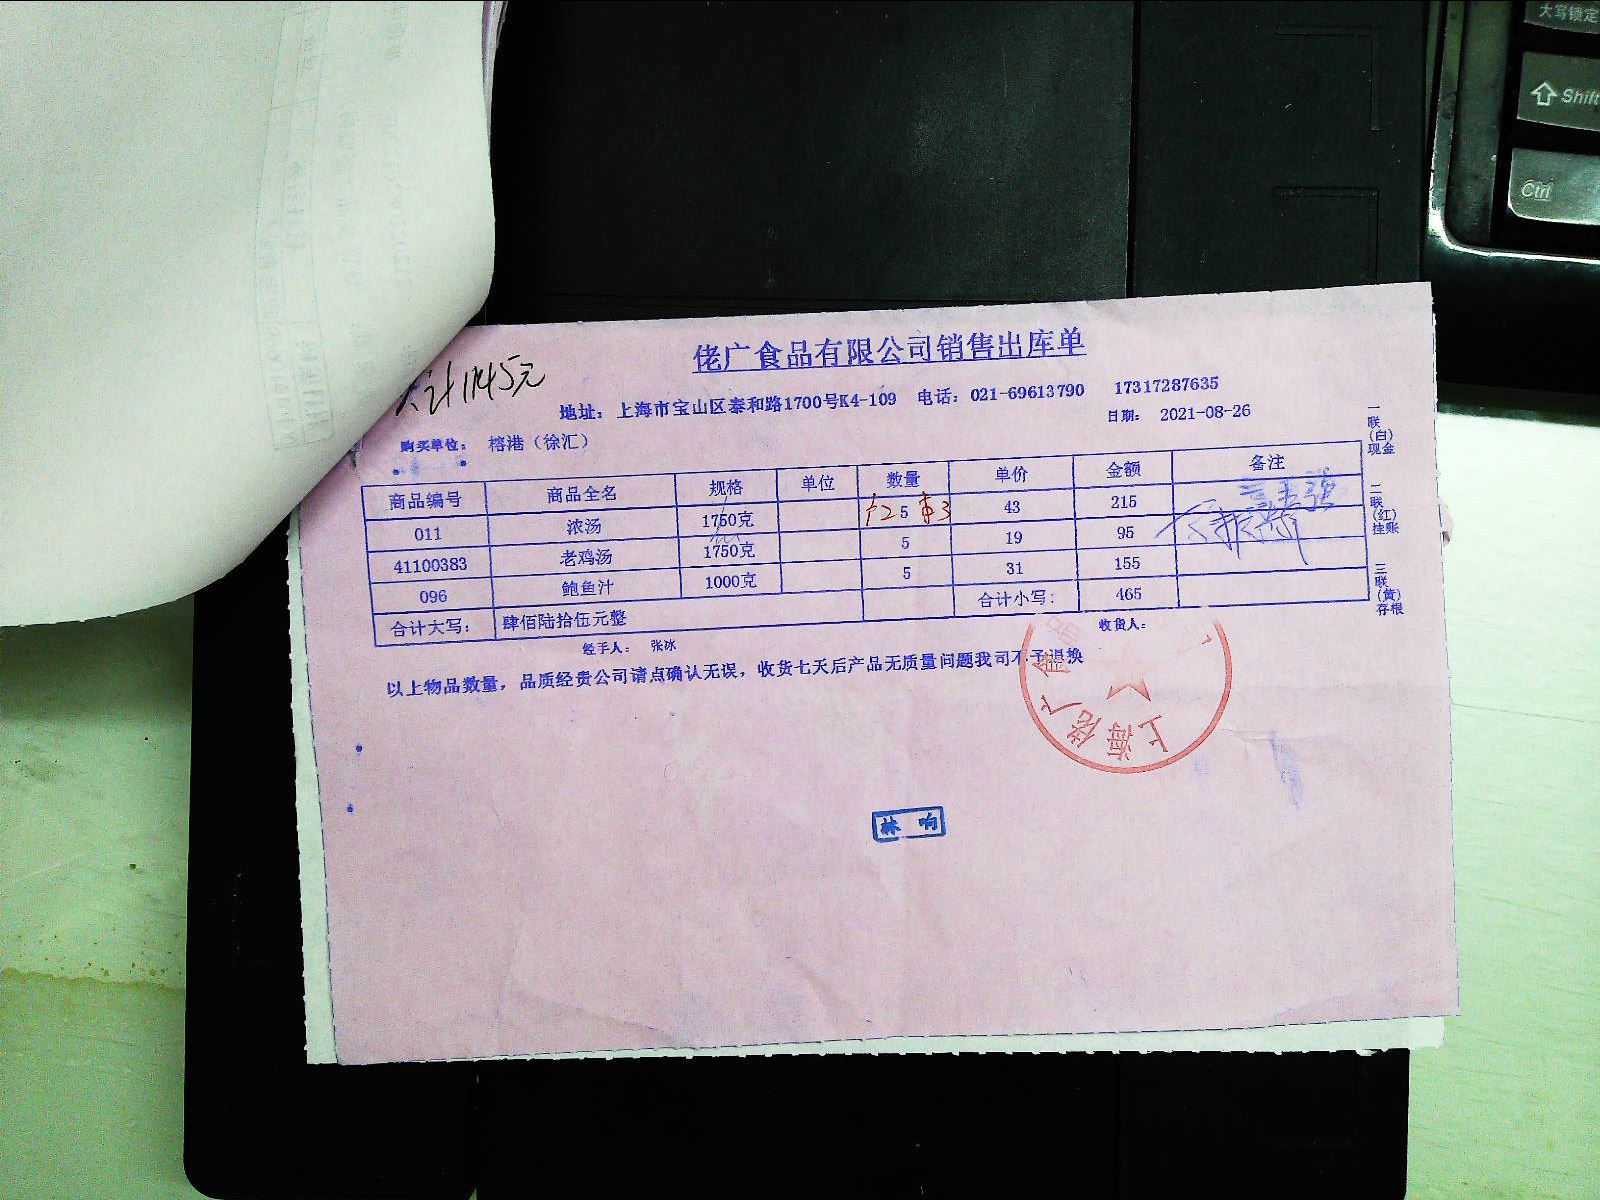 大写锁定
Shift
Ctrl
佬广食品有限公司销售出库单
计1145元
地址：上海市宝山区泰和路1700号K4-109 电话：021-69613790 17317287635
日期： 2021-08-26
购买单位： 榕港（徐汇）
商品编号 商品全名 规格 单位 数量 单价 金额 备注
011 浓汤 1750克 5 43 215
41100383 老鸡汤 1750克 5 19 95
096 鲍鱼汁 1000克 5 31 155
合计大写： 肆佰陆拾伍元整 合计小写： 465
经手人： 张冰 收货人：
以上物品数量，品质经贵公司请点确认无误，收货七天后产品无质量问题我司不予退换
一联（白）现金
二联（红）挂账
三联（黄）存根
上海佬广
林响